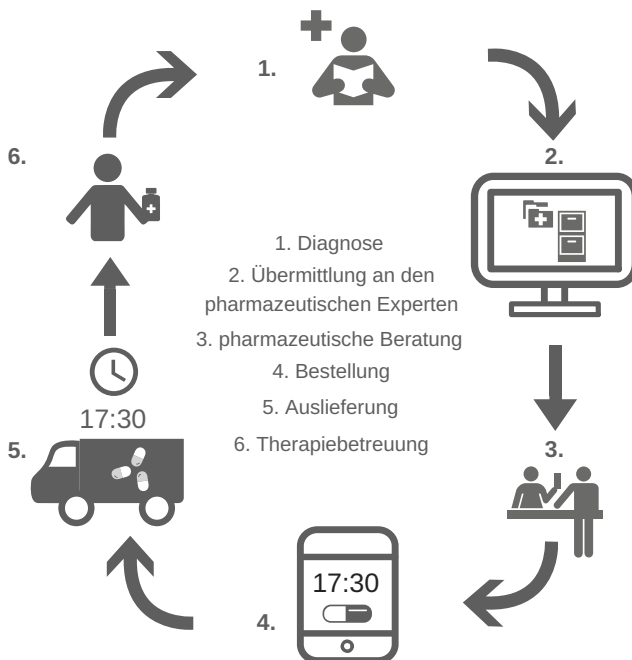 1.
2.
6.
1. Diagnose
2. Übermittlung an den
pharmazeutischen Experten
3. pharmazeutische Beratung
4. Bestellung
5. Auslieferung
6. Therapiebetreuung
17:30
5.
3.
17:30
4.